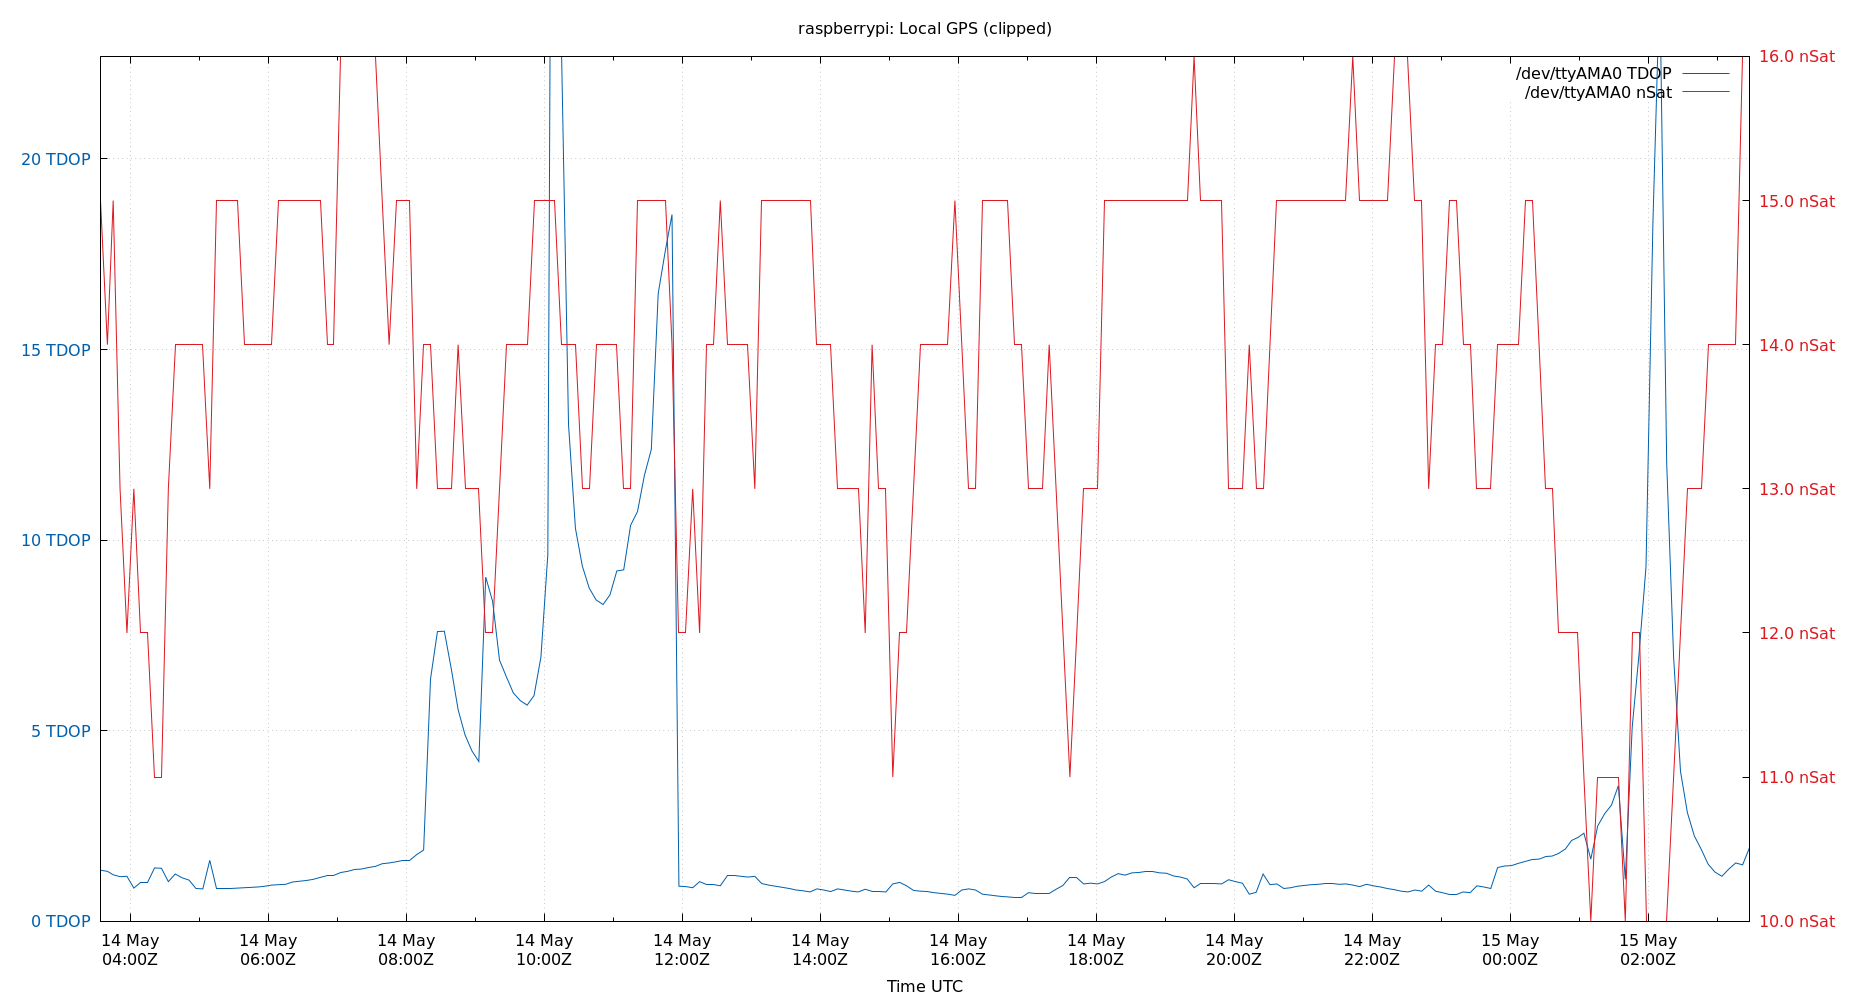 raspberrypi: Local GPS (clipped)
/dev/ttyAMA0 TDOP
/dev/ttyAMA0 nSat
20 TDOP
15 TDOP
10 TDOP
5 TDOP
0 TDOP
16.0 nSat
15.0 nSat
14.0 nSat
13.0 nSat
12.0 nSat
11.0 nSat
10.0 nSat
14 May
04:00Z
14 May
06:00Z
14 May
08:00Z
14 May
10:00Z
14 May
12:00Z
14 May
14:00Z
14 May
16:00Z
14 May
18:00Z
14 May
20:00Z
14 May
22:00Z
15 May
00:00Z
15 May
02:00Z
Time UTC